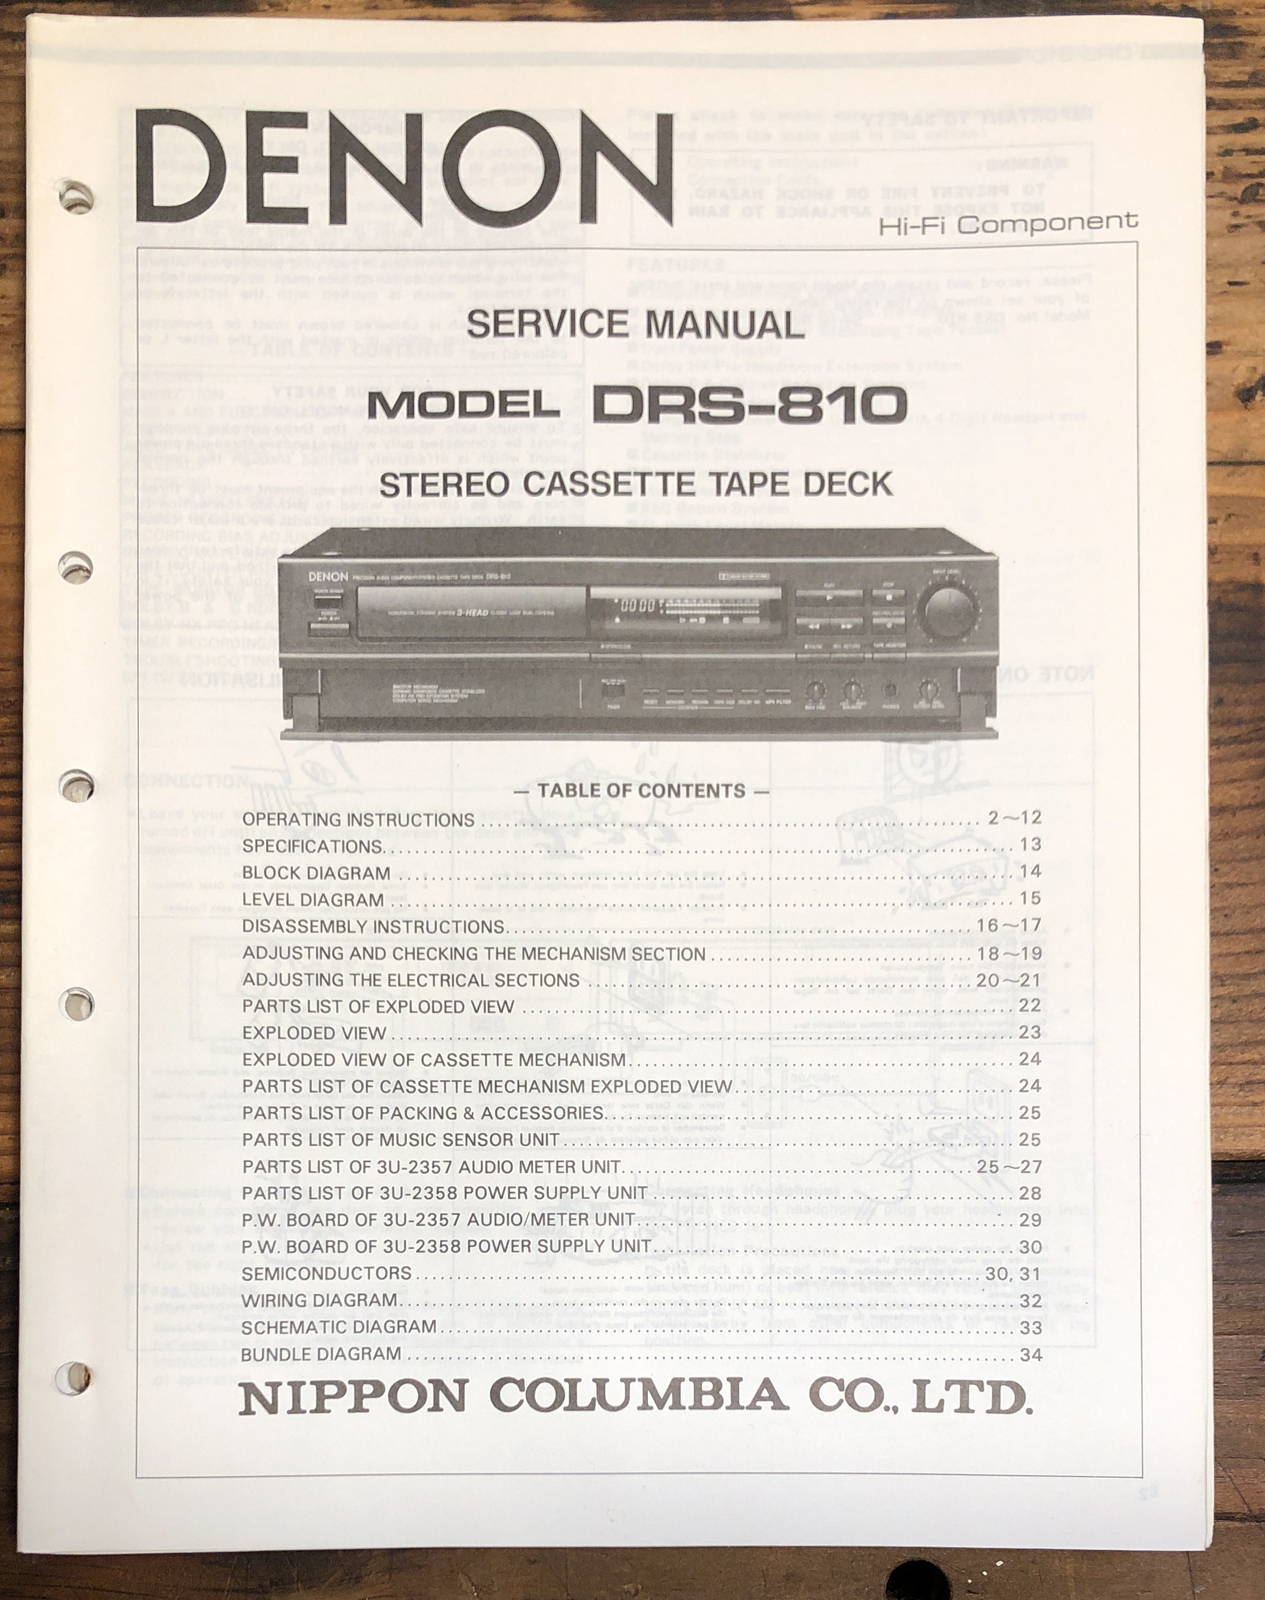 DENON
Hi-Fi Component
SERVICE MANUAL
MODEL DRS-810
STEREO CASSETTE TAPE DECK
DENON
3-HEAD
— TABLE OF CONTENTS —
OPERATING INSTRUCTIONS 2~12
SPECIFICATIONS 13
BLOCK DIAGRAM 14
LEVEL DIAGRAM 15
DISASSEMBLY INSTRUCTIONS 16~17
ADJUSTING AND CHECKING THE MECHANISM SECTION 18~19
ADJUSTING THE ELECTRICAL SECTIONS 20~21
PARTS LIST OF EXPLODED VIEW 22
EXPLODED VIEW 23
EXPLODED VIEW OF CASSETTE MECHANISM 24
PARTS LIST OF CASSETTE MECHANISM EXPLODED VIEW 24
PARTS LIST OF PACKING & ACCESSORIES 25
PARTS LIST OF MUSIC SENSOR UNIT 25
PARTS LIST OF 3U-2357 AUDIO METER UNIT 25~27
PARTS LIST OF 3U-2358 POWER SUPPLY UNIT 28
P.W. BOARD OF 3U-2357 AUDIO/METER UNIT 29
P.W. BOARD OF 3U-2358 POWER SUPPLY UNIT 30
SEMICONDUCTORS 30, 31
WIRING DIAGRAM 32
SCHEMATIC DIAGRAM 33
BUNDLE DIAGRAM 34
NIPPON COLUMBIA CO., LTD.